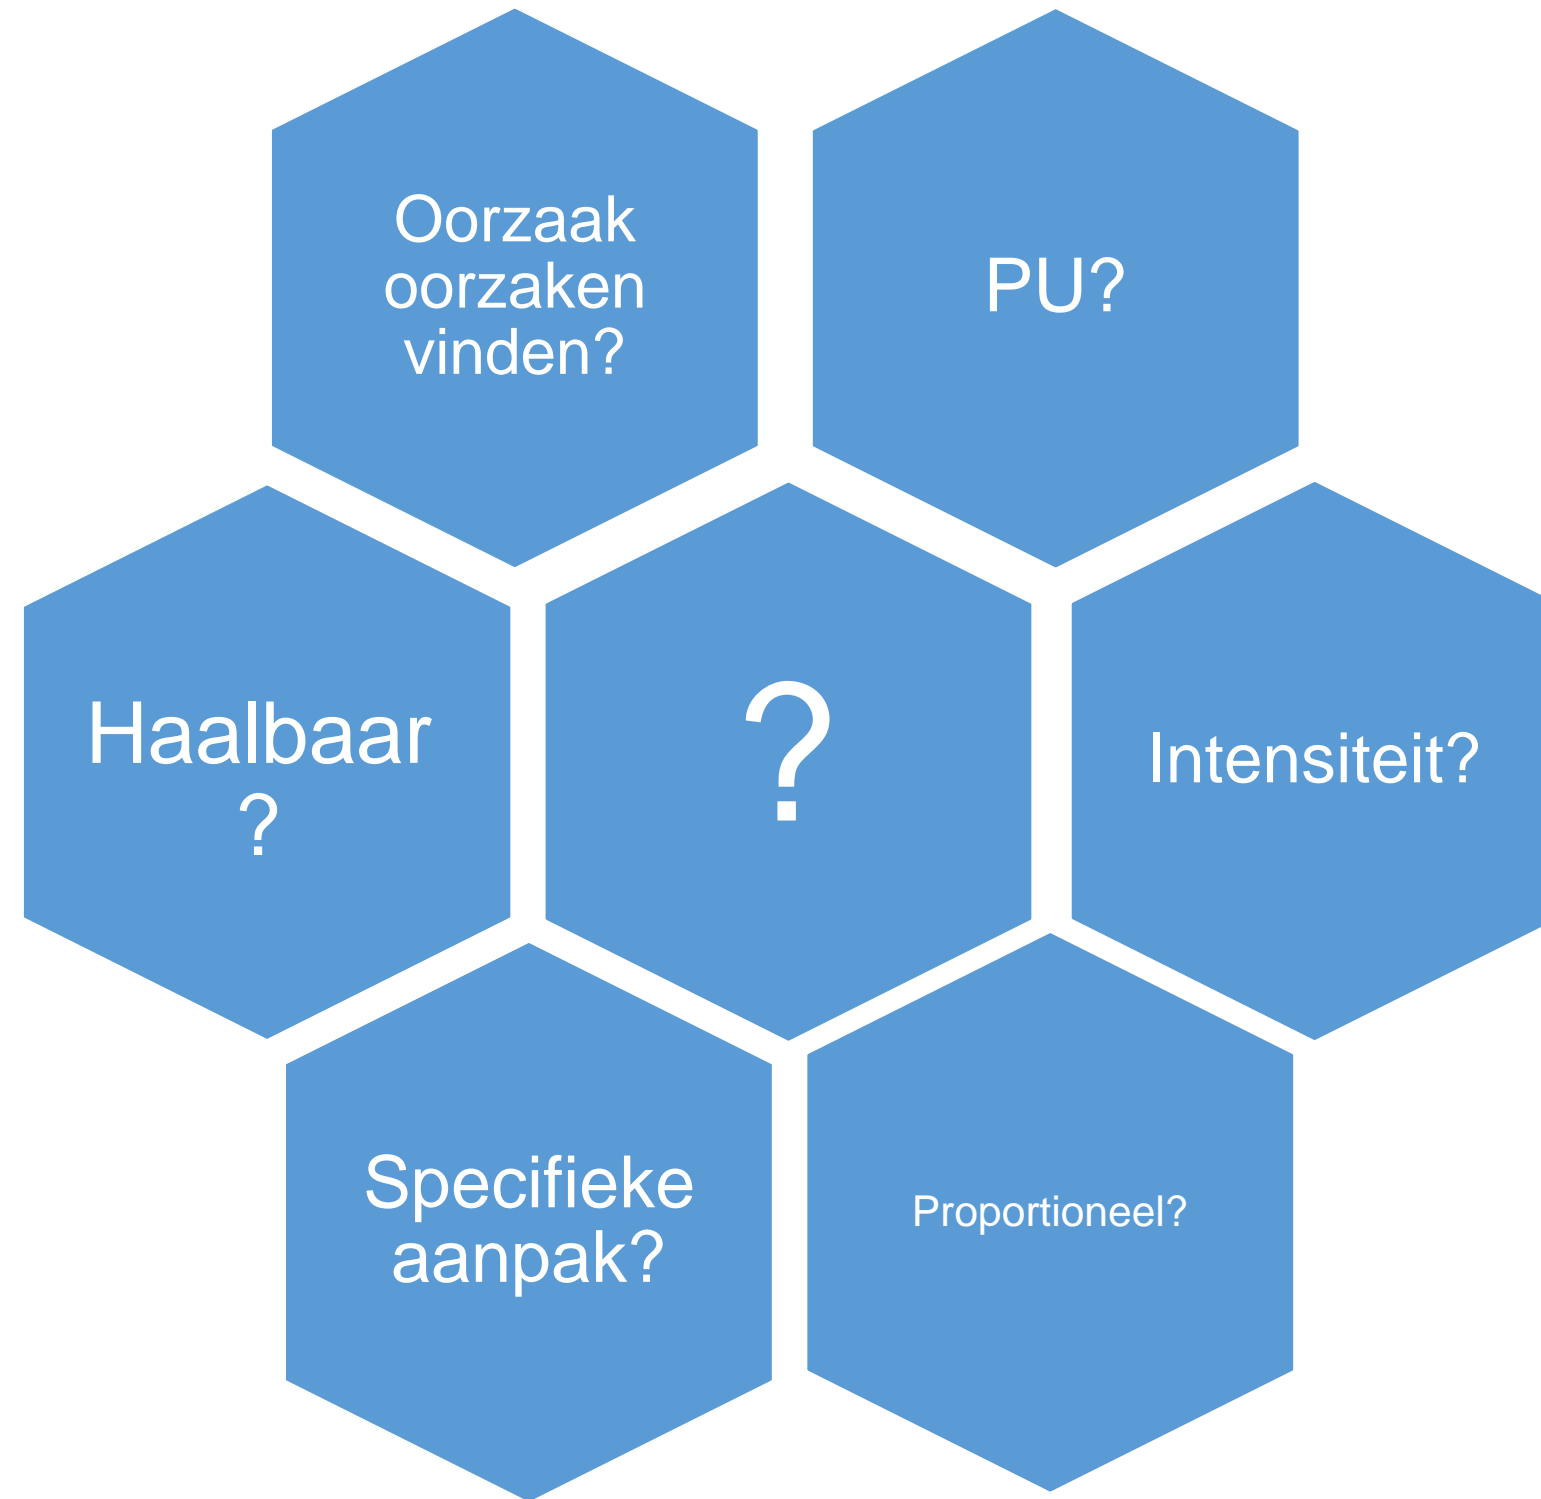 Oorzaak
oorzaken
vinden?
PU?
Haalbaar
?
?
Intensiteit?
Specifieke
aanpak?
Proportioneel?